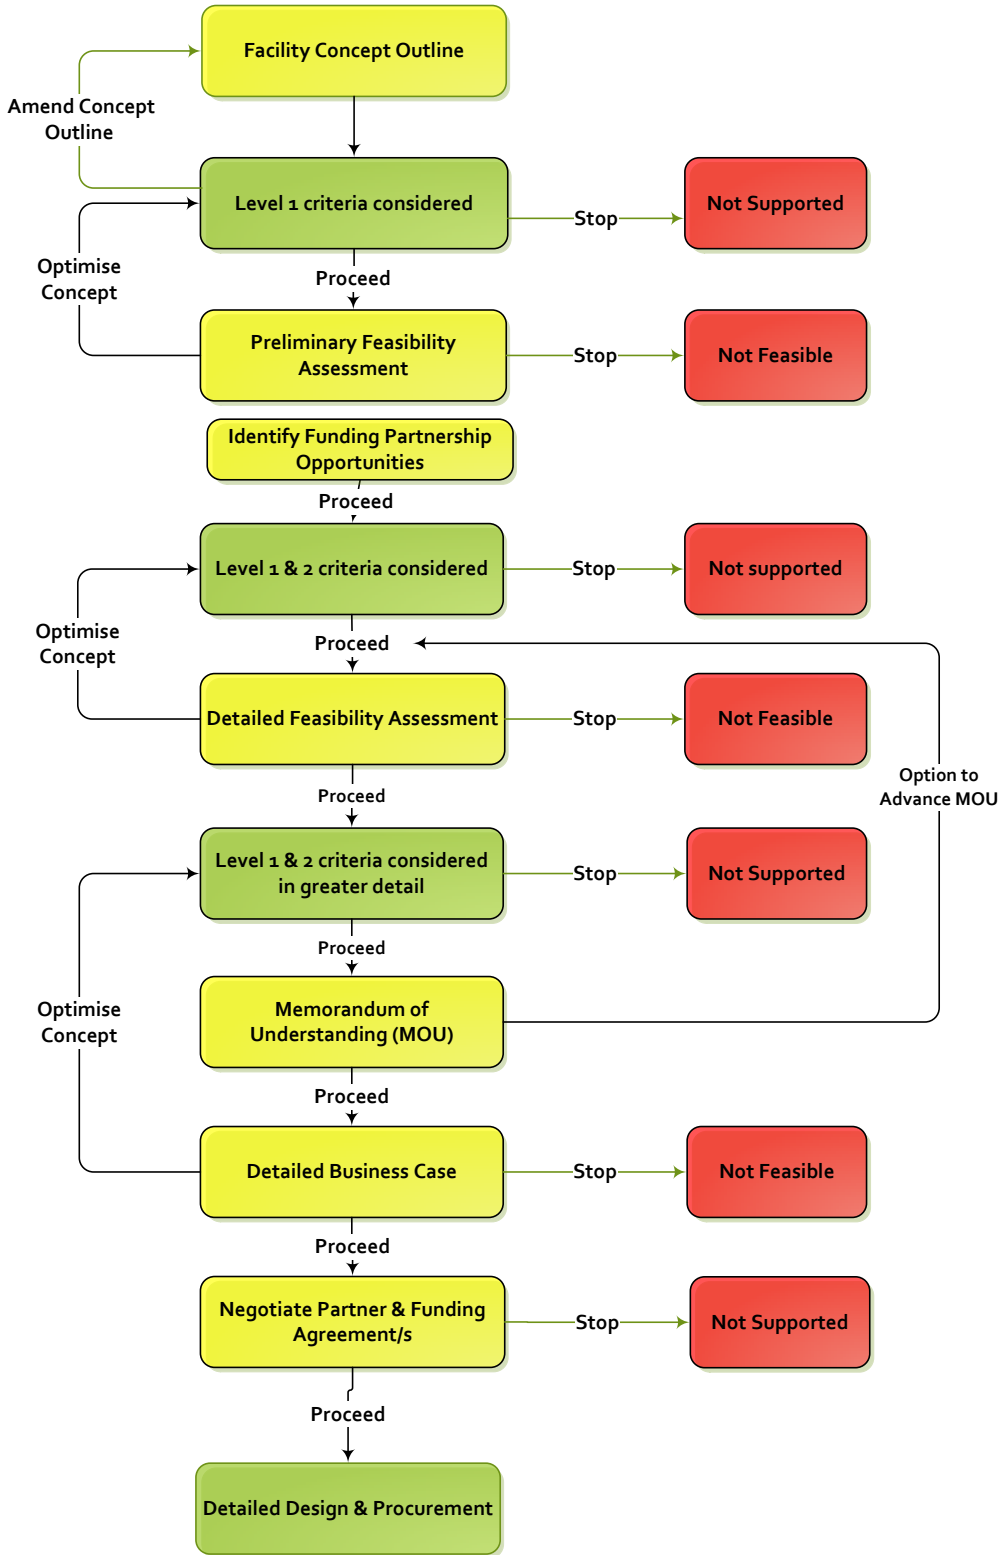 Facility Concept Outline
Amend Concept
Outline
Level 1 criteria considered
Stop
Not Supported
Optimise
Concept
Proceed
Preliminary Feasibility
Assessment
Stop
Not Feasible
Identify Funding Partnership
Opportunities
Proceed
Level 1 & 2 criteria considered
Stop
Not supported
Optimise
Concept
Proceed
Detailed Feasibility Assessment
Stop
Not Feasible
Option to
Advance MOU
Proceed
Level 1 & 2 criteria considered
in greater detail
Stop
Not Supported
Proceed
Optimise
Concept
Memorandum of
Understanding (MOU)
Proceed
Detailed Business Case
Stop
Not Feasible
Proceed
Negotiate Partner & Funding
Agreement/s
Stop
Not Supported
Proceed
Detailed Design & Procurement